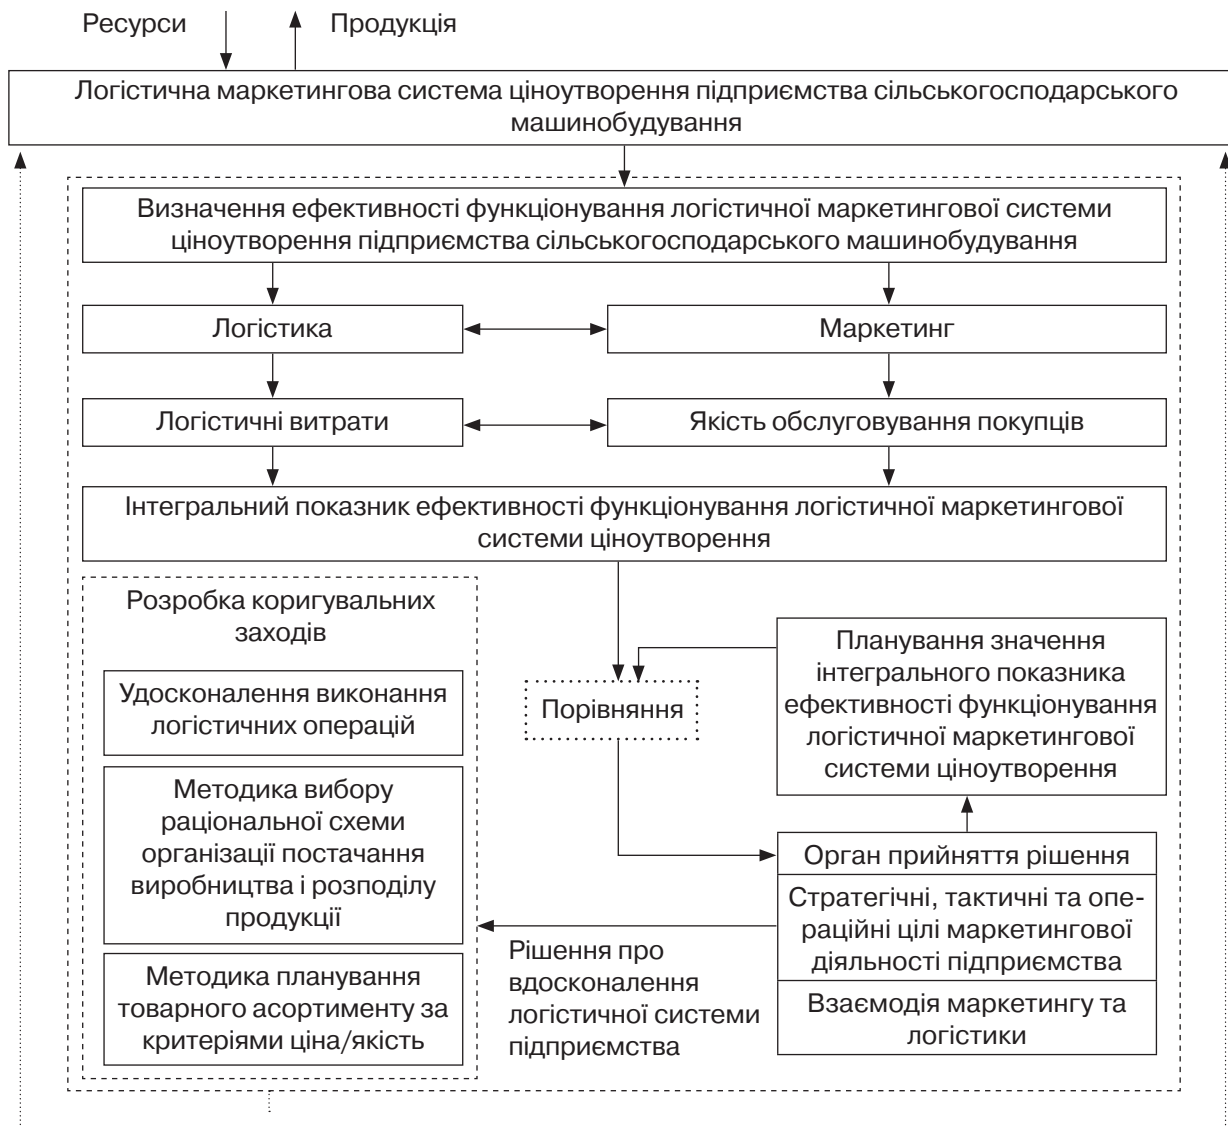 Ресурси
Продукція
Логістична маркетингова система ціноутворення підприємства сільськогосподарського
машинобудування
Визначення ефективності функціонування логістичної маркетингової системи
ціноутворення підприємства сільськогосподарського машинобудування
Логістика
Маркетинг
Логістичні витрати
Якість обслуговування покупців
Інтегральний показник ефективності функціонування логістичної маркетингової
системи ціноутворення
Розробка коригувальних
заходів
Удосконалення виконання
логістичних операцій
Методика вибору
раціональної схеми
організації постачання
виробництва і розподілу
продукції
Методика планування
товарного асортименту за
критеріями ціна/якість
Порівняння
Планування значення
інтегрального показника
ефективності функціонування
логістичної маркетингової
системи ціноутворення
Орган прийняття рішення
Стратегічні, тактичні та опе-
раційні цілі маркетингової
діяльності підприємства
Взаємодія маркетингу та
логістики
Рішення про
вдосконалення
логістичної системи
підприємства